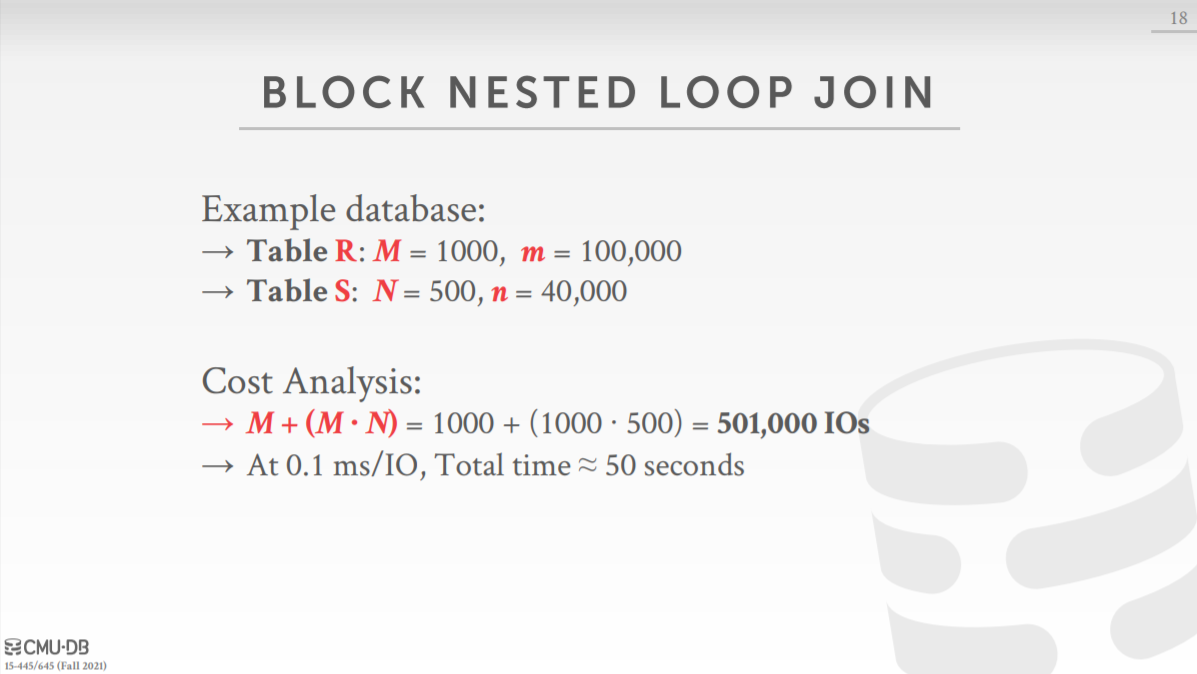 18
BLOCK NESTED LOOP JOIN
Example database:
→ Table R: M = 1000, m = 100,000
→ Table S: N = 500, n = 40,000
Cost Analysis:
→ M + (M · N) = 1000 + (1000 · 500) = 501,000 IOs
→ At 0.1 ms/IO, Total time ≈ 50 seconds
CMU·DB
15-445/645 (Fall 2021)